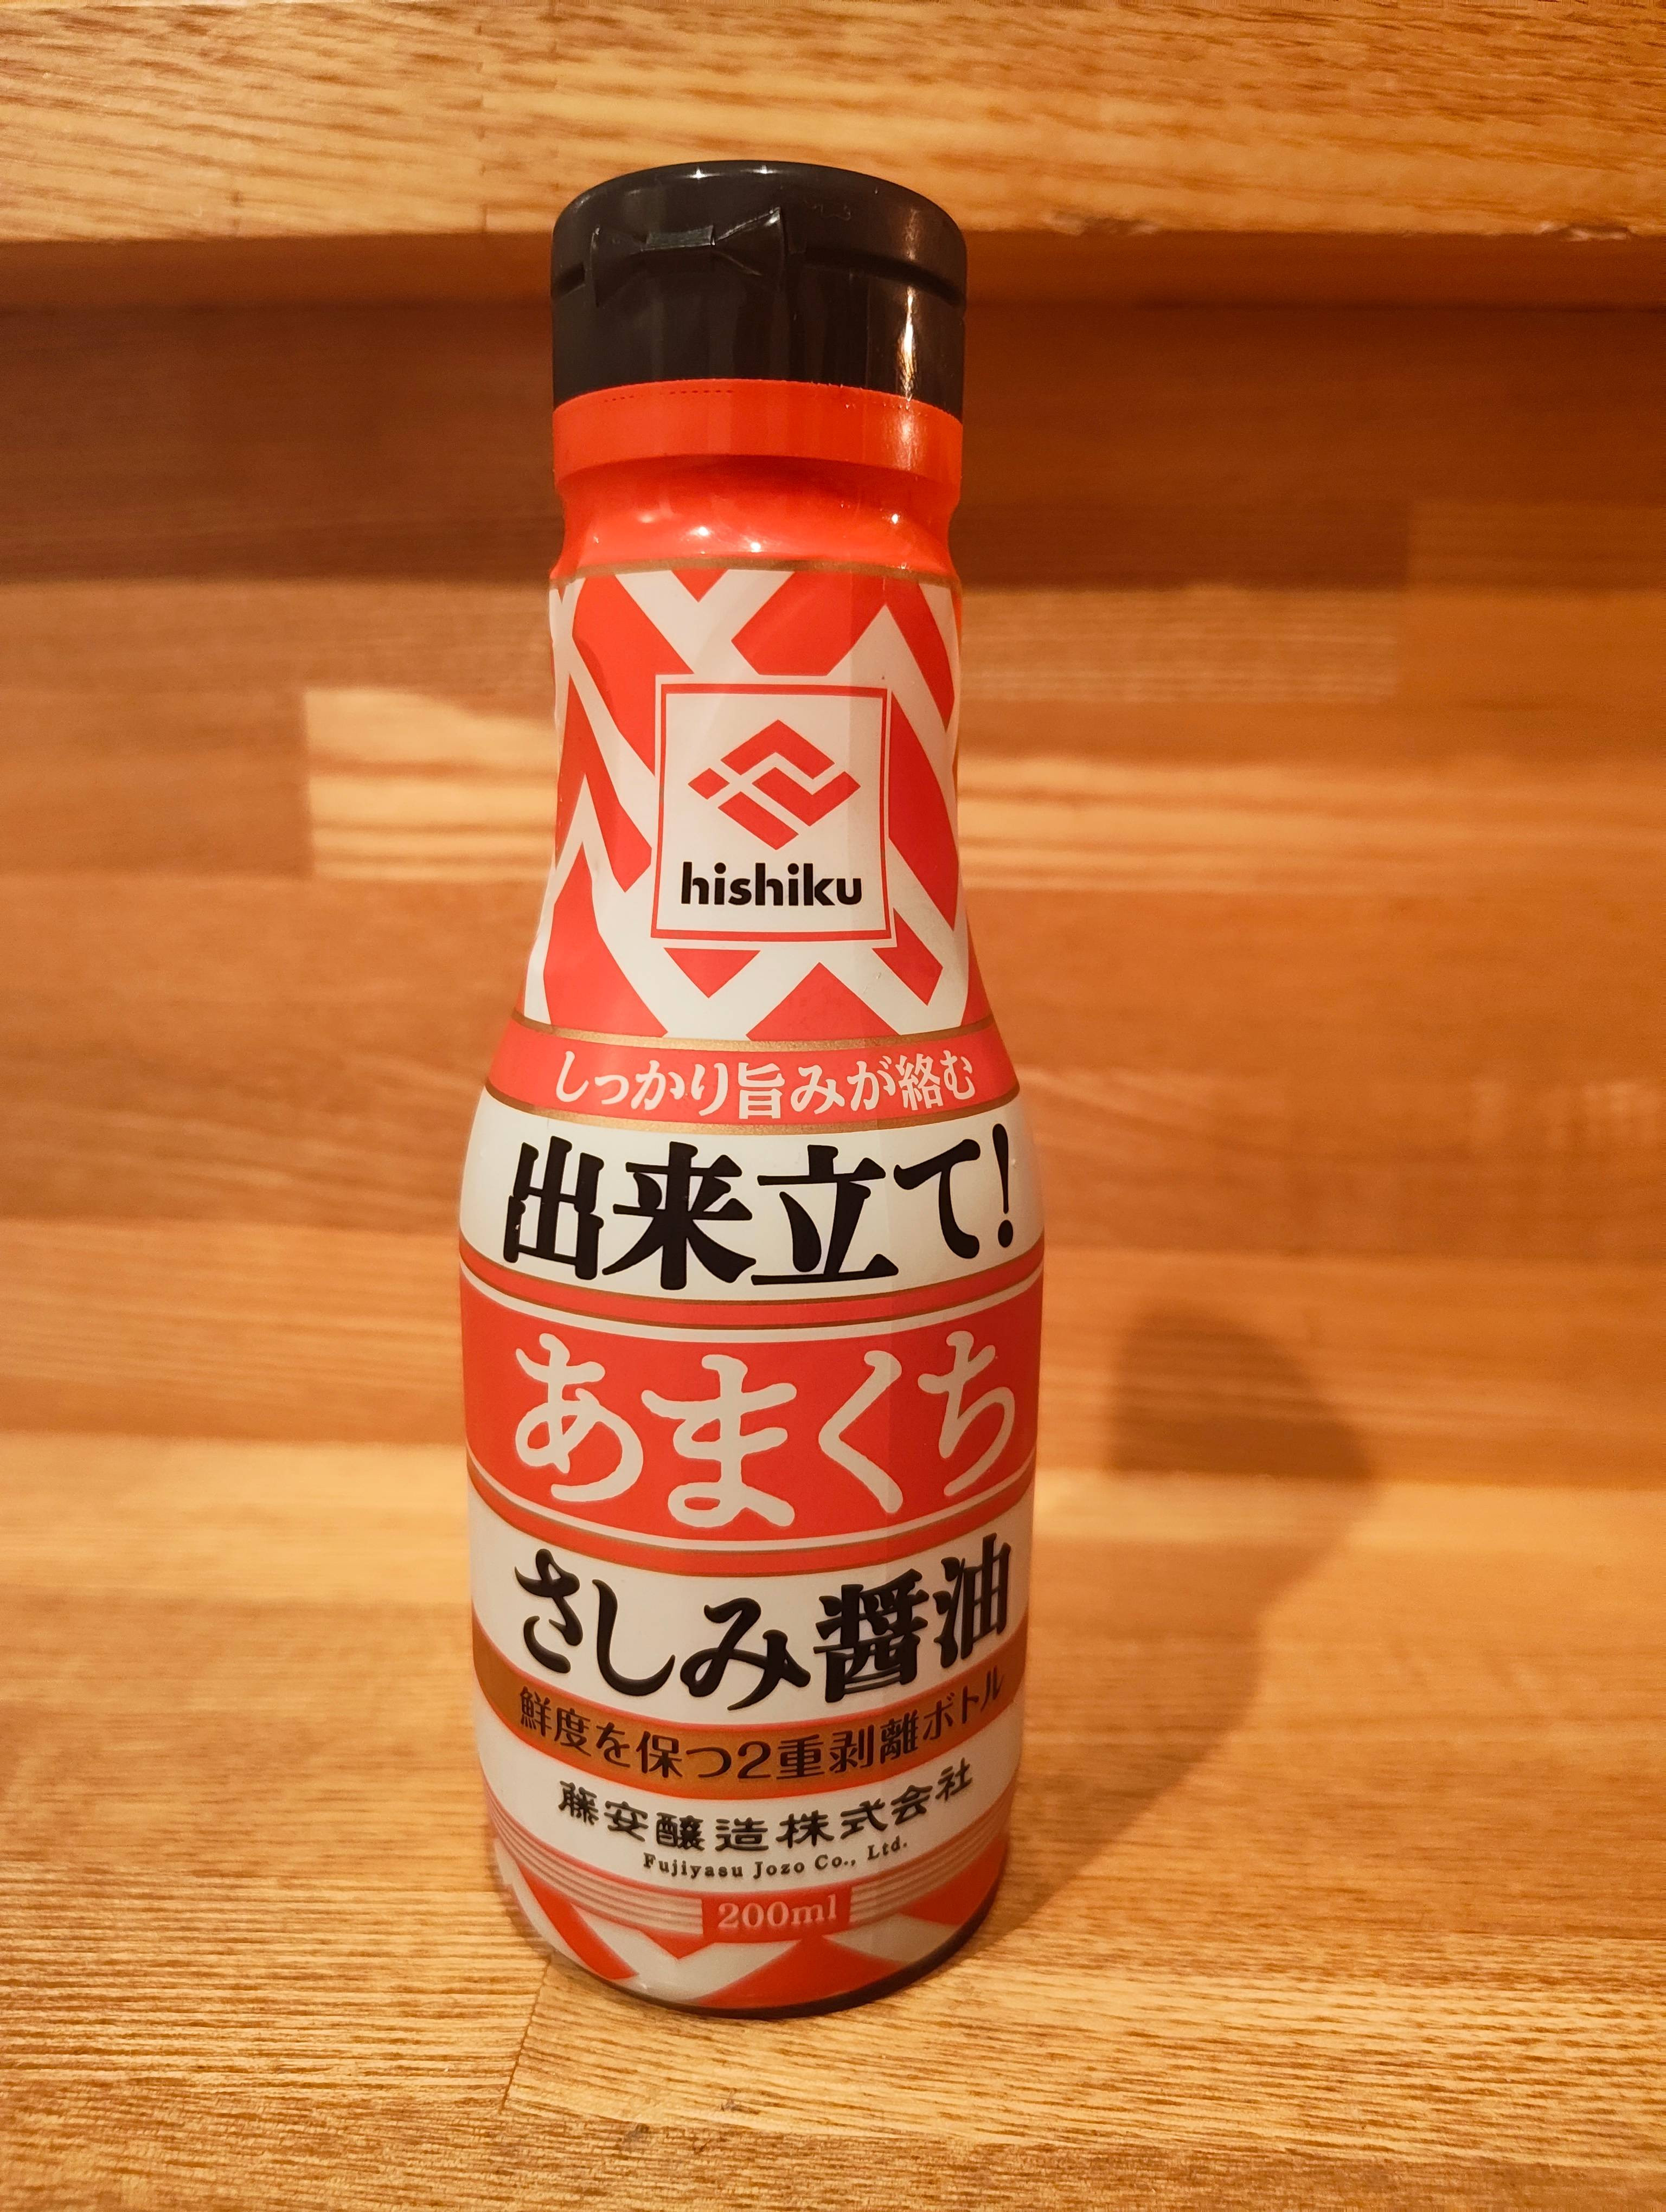 hishiku
しっかり旨みが絡む
出来立て!
あまくち
さしみ醤油
鮮度を保つ2重剥離ボトル
藤安醸造株式会社
Fujiyasu Jozo Co., Ltd.
200ml